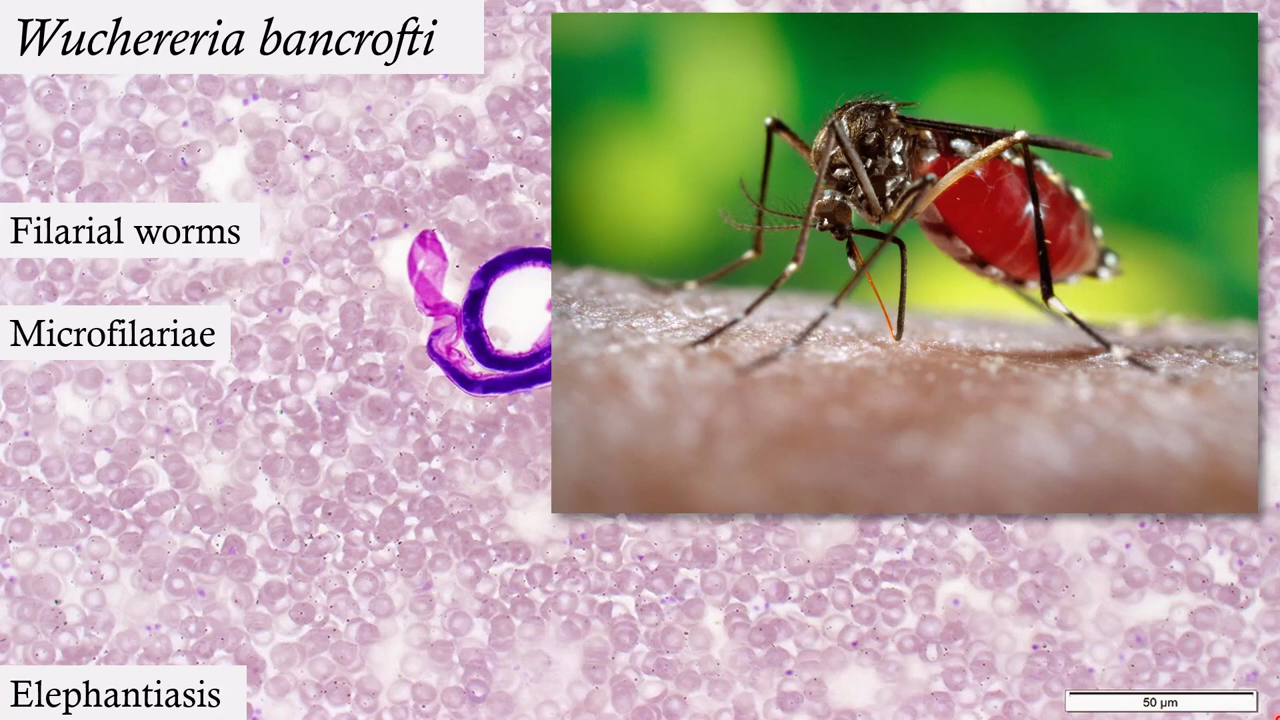 Wuchereria bancrofti
Filarial worms
Microfilariae
Elephantiasis
50 µm